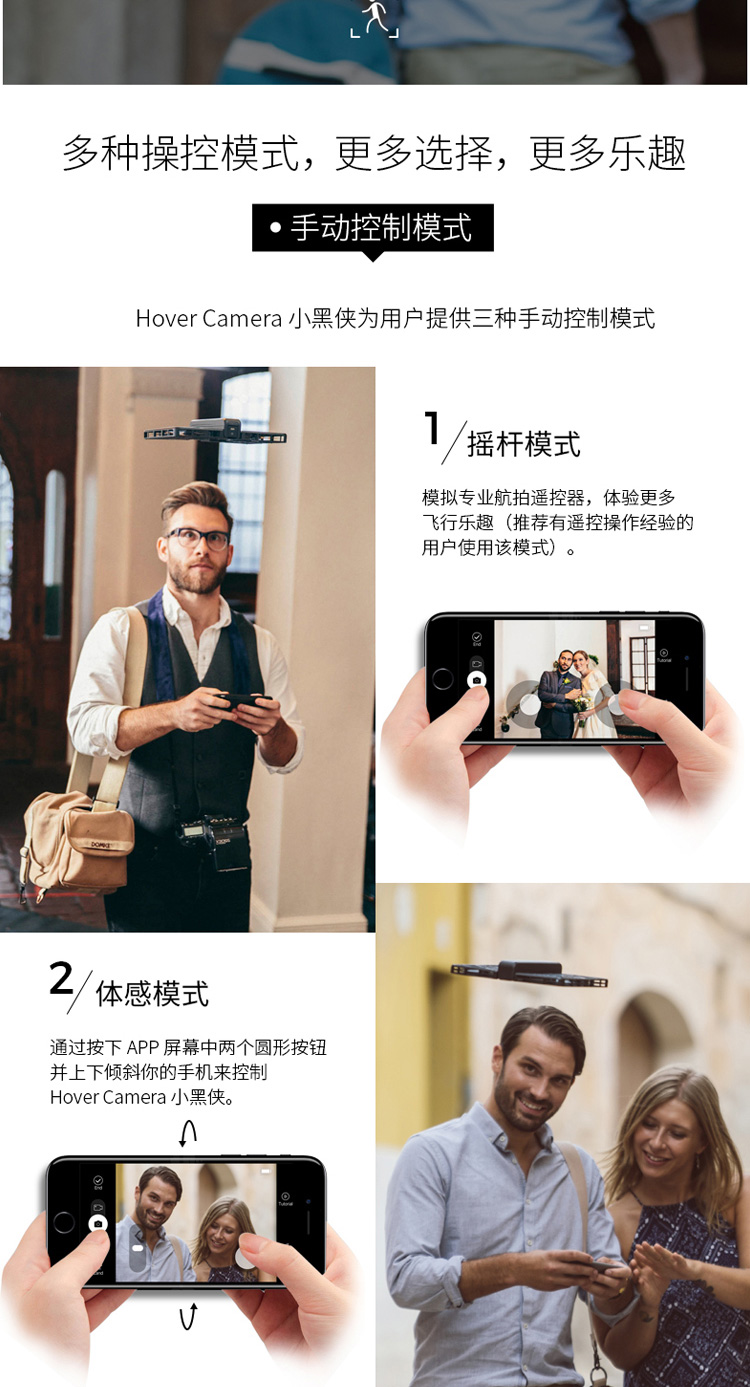 多种操控模式，更多选择，更多乐趣
• 手动控制模式
Hover Camera 小黑侠为用户提供三种手动控制模式
1/摇杆模式
模拟专业航拍遥控器，体验更多
飞行乐趣（推荐有遥控操作经验的
用户使用该模式）。
End
Tutorial
DOMKE
2/体感模式
通过按下 APP 屏幕中两个圆形按钮
并上下倾斜你的手机来控制
Hover Camera 小黑侠。
End
Tutorial